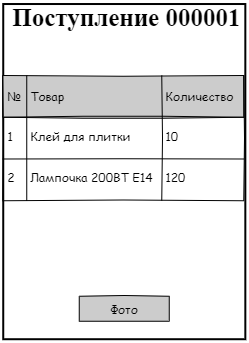 Поступление 000001
№ Товар Количество
1 Клей для плитки 10
2 Лампочка 200ВТ Е14 120
Фото